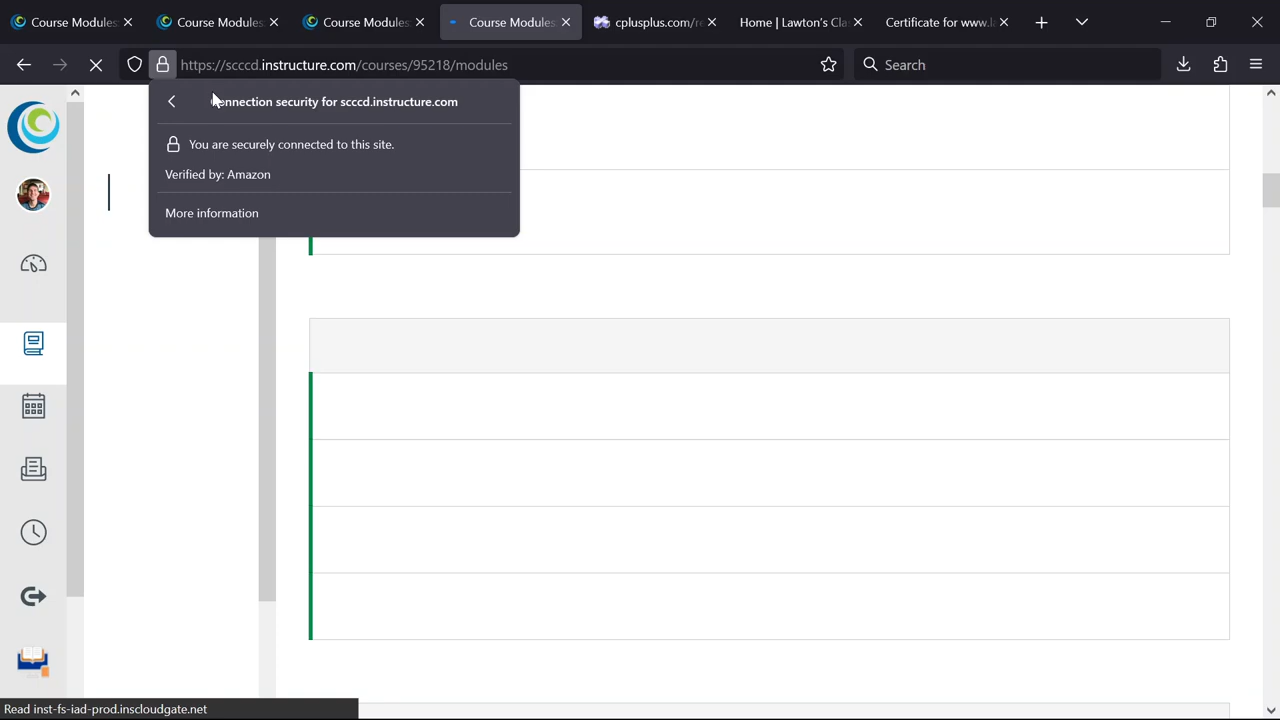 Course Modules:
Course Modules
Course Modules
Course Modules:
cplusplus.com/re
Home | Lawton's Cla
Certificate for www.l
https://scccd.instructure.com/courses/95218/modules
Search
Connection security for scccd.instructure.com
You are securely connected to this site.
Verified by: Amazon
More information
Read inst-fs-iad-prod.inscloudgate.net